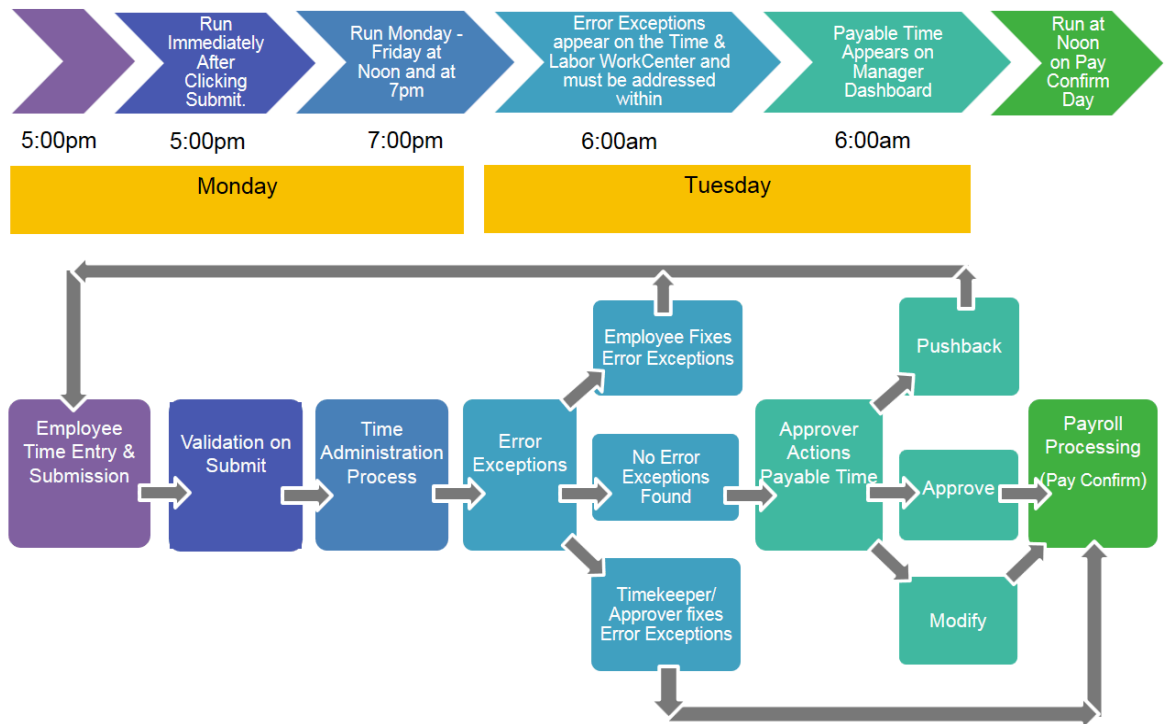 Run
Immediately
After
Clicking
Submit.
Run Monday -
Friday at
Noon and at
7pm
Error Exceptions
appear on the Time &
Labor WorkCenter and
must be addressed
within
Payable Time
Appears on
Manager
Dashboard
Run at
Noon
on Pay
Confirm
Day
5:00pm
5:00pm
7:00pm
6:00am
6:00am
Monday
Tuesday
Employee
Time Entry &
Submission
Validation on
Submit
Time
Administration
Process
Error
Exceptions
Employee Fixes
Error Exceptions
No Error
Exceptions
Found
Timekeeper/
Approver fixes
Error Exceptions
Approver
Actions
Payable Time
Pushback
Approve
Modify
Payroll
Processing
(Pay Confirm)